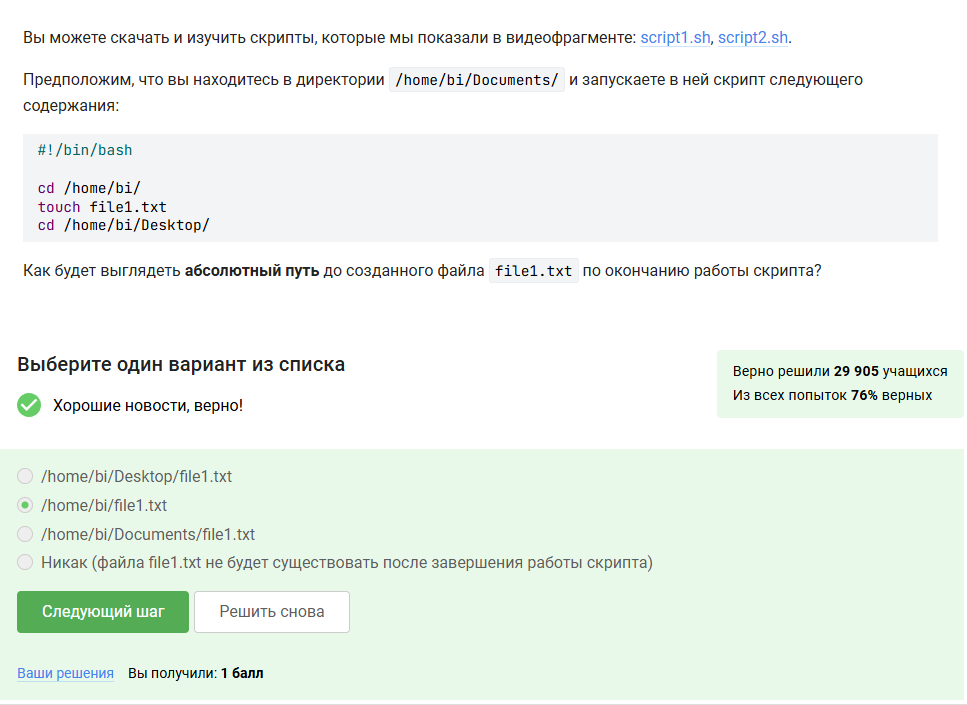 Вы можете скачать и изучить скрипты, которые мы показали в видеофрагменте: script1.sh, script2.sh.
Предположим, что вы находитесь в директории /home/bi/Documents/ и запускаете в ней скрипт следующего
содержания:
#!/bin/bash
cd /home/bi/
touch file1.txt
cd /home/bi/Desktop/
Как будет выглядеть абсолютный путь до созданного файла file1.txt по окончанию работы скрипта?
Выберите один вариант из списка
Хорошие новости, верно!
Верно решили 29 905 учащихся
Из всех попыток 76% верных
/home/bi/Desktop/file1.txt
/home/bi/file1.txt
/home/bi/Documents/file1.txt
Никак (файла file1.txt не будет существовать после завершения работы скрипта)
Следующий шаг
Решить снова
Ваши решения Вы получили: 1 балл